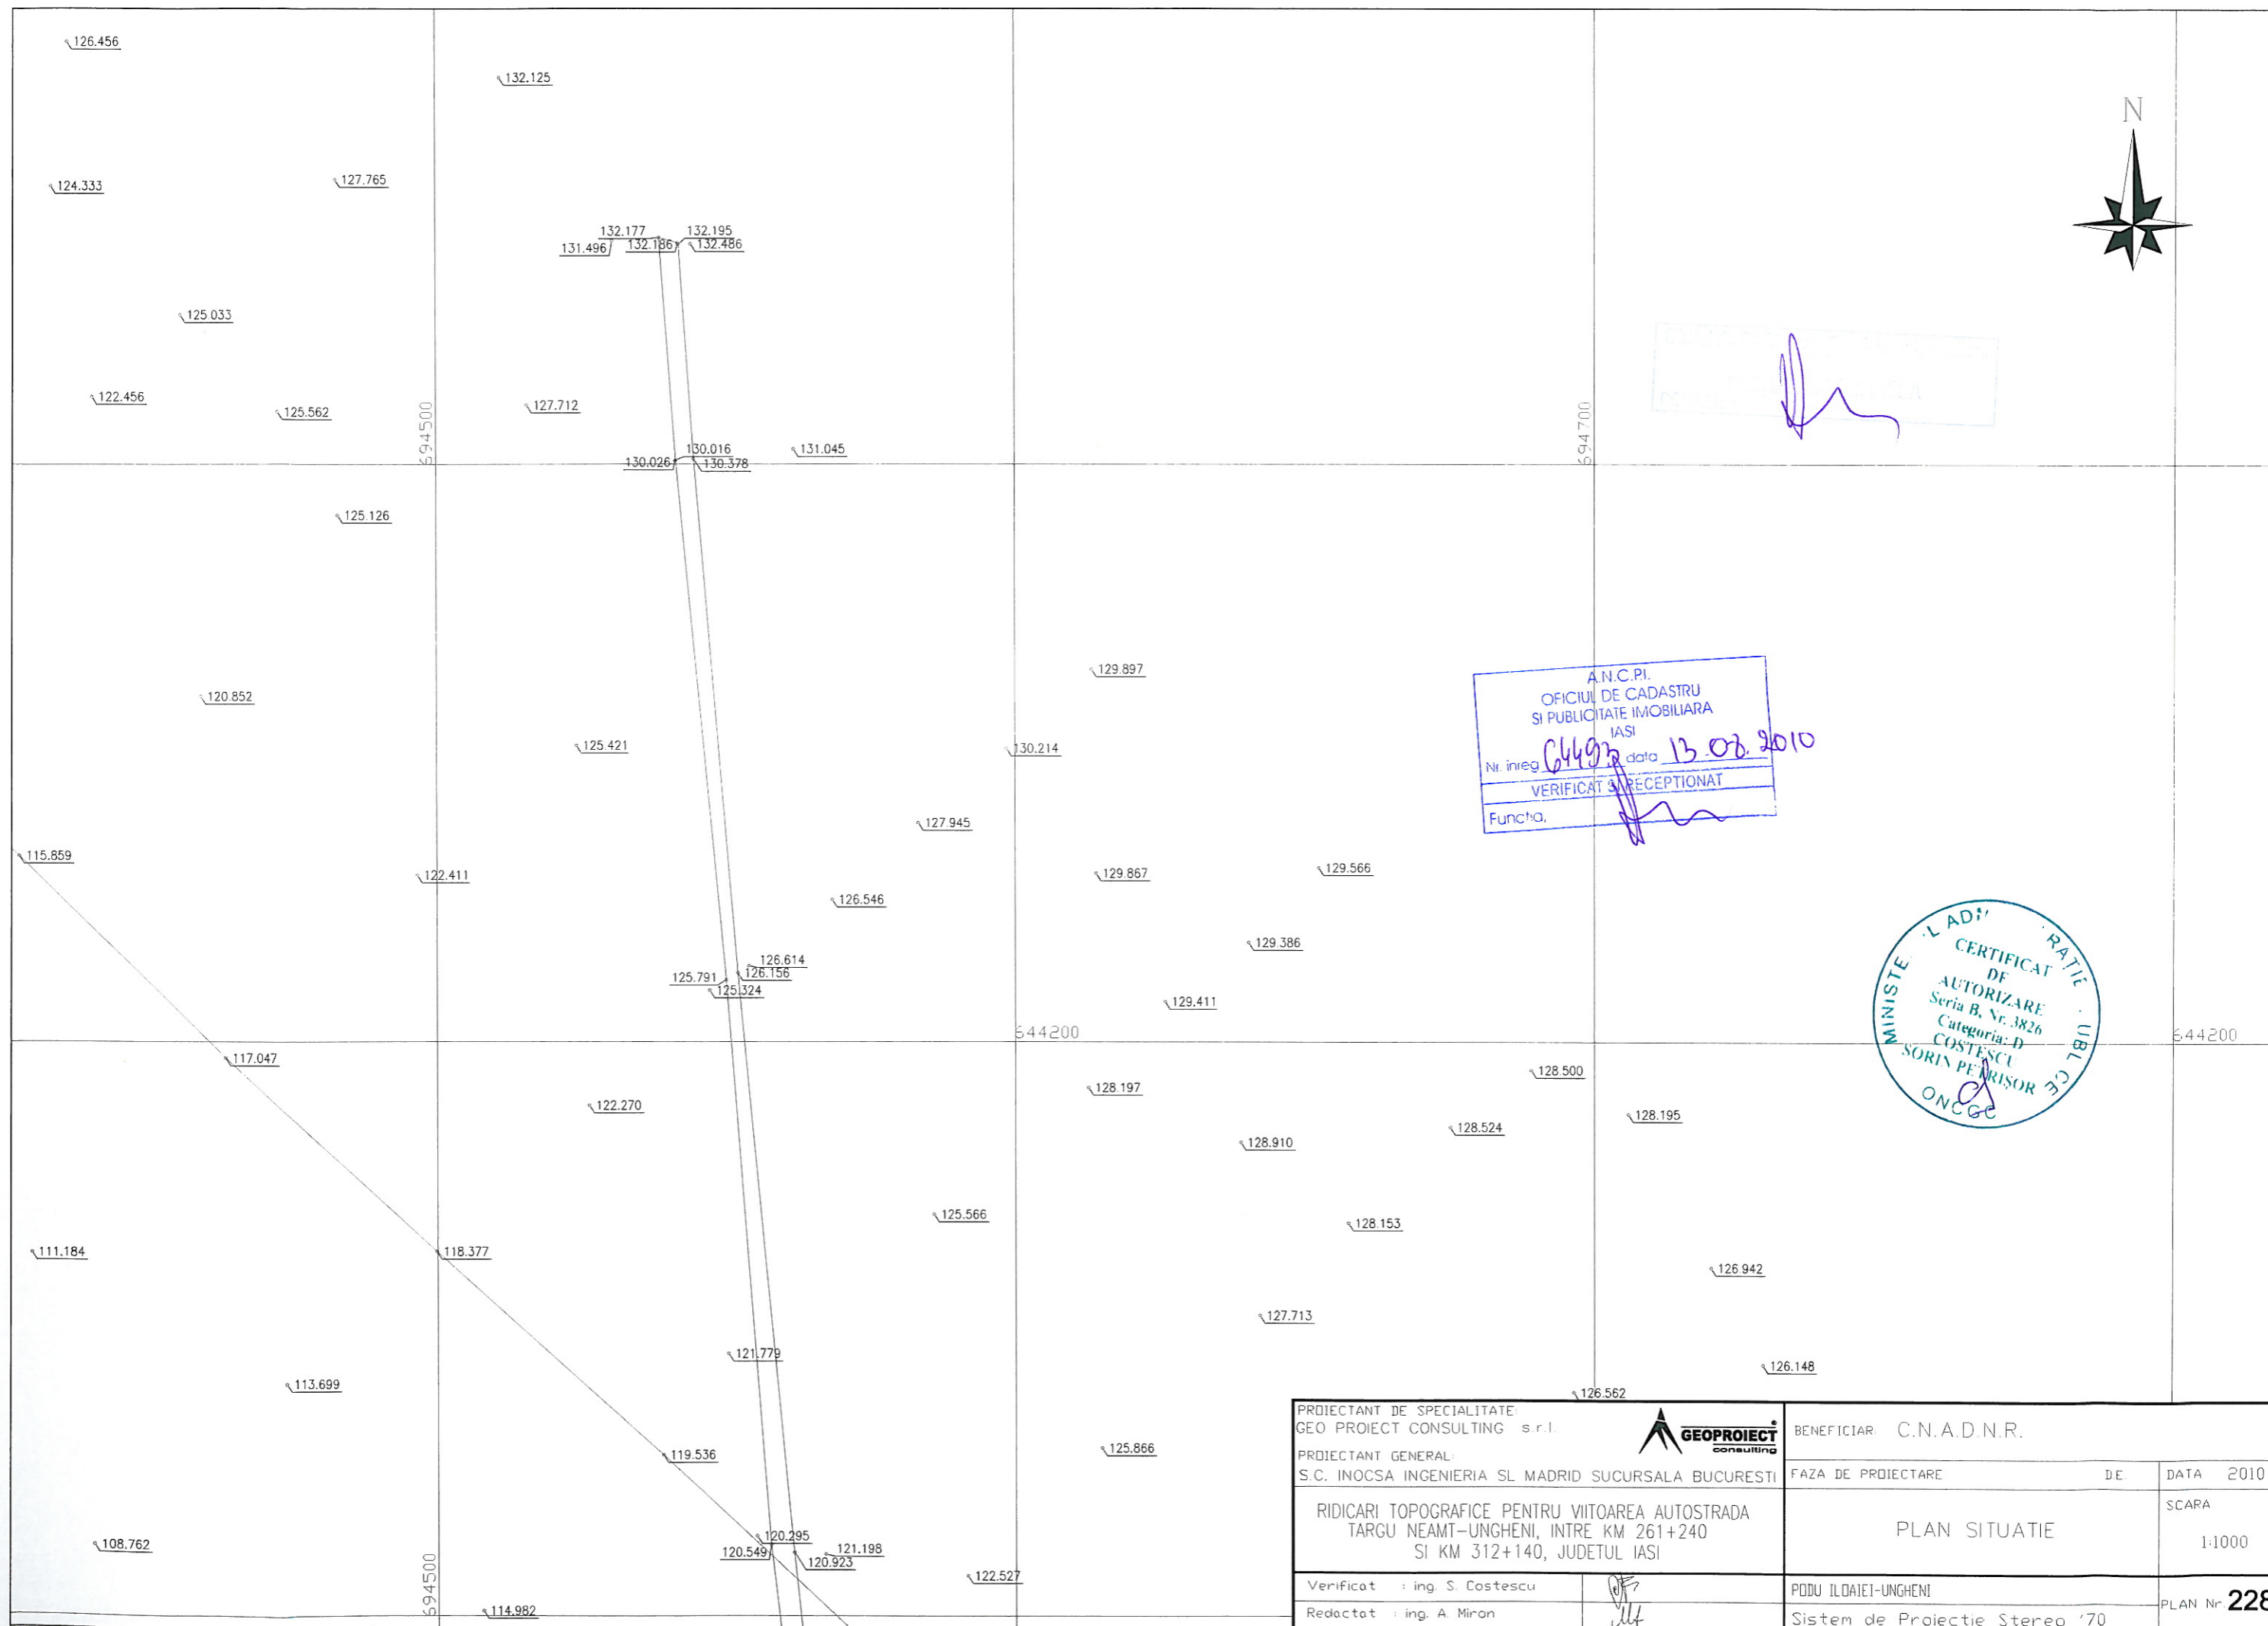 126.456
132.125
N
124.333
127.765
132.177
132.195
131.496
132.186
132.486
125.033
122.456
125.562
694500
127.712
694700
130.016
131.045
130.026
130.378
125.126
129.897
120.852
125.421
130.214
A.N.C.P.I.
OFICIUL DE CADASTRU
SI PUBLICITATE IMOBILIARA
IASI
Nr. inreg 64493 data 13.08.2010
VERIFICAT SI RECEPTIONAT
Functia,
127.945
115.859
122.411
129.867
129.566
126.546
129.386
126.614
125.791
126.156
125.324
129.411
CERTIFICAT
DE
AUTORIZARE
Seria B, Nr. 3826
Categoria: D
COSTESCU
SORIN PETRIȘOR
ONCGC
644200
644200
117.047
128.500
128.197
122.270
128.195
128.524
128.910
125.566
128.153
111.184
118.377
126.942
127.713
121.779
126.148
113.699
126.562
119.536
125.866
108.762
120.295
120.549
121.198
120.923
122.527
694500
114.982
PROIECTANT DE SPECIALITATE:
GEO PROIECT CONSULTING s.r.l.
GEOPROIECT
consulting
PROIECTANT GENERAL:
S.C. INOCSA INGENIERIA SL MADRID SUCURSALA BUCURESTI
BENEFICIAR: C.N.A.D.N.R.
FAZA DE PROIECTARE D.E.
DATA 2010
RIDICARI TOPOGRAFICE PENTRU VIITOAREA AUTOSTRADA
TARGU NEAMT-UNGHENI, INTRE KM 261+240
SI KM 312+140, JUDETUL IASI
PLAN SITUATIE
SCARA
1:1000
Verificat : ing. S. Costescu
Redactat : ing. A. Miron
PODU ILOAIEI-UNGHENI
Sistem de Proiectie Stereo '70
PLAN Nr. 228